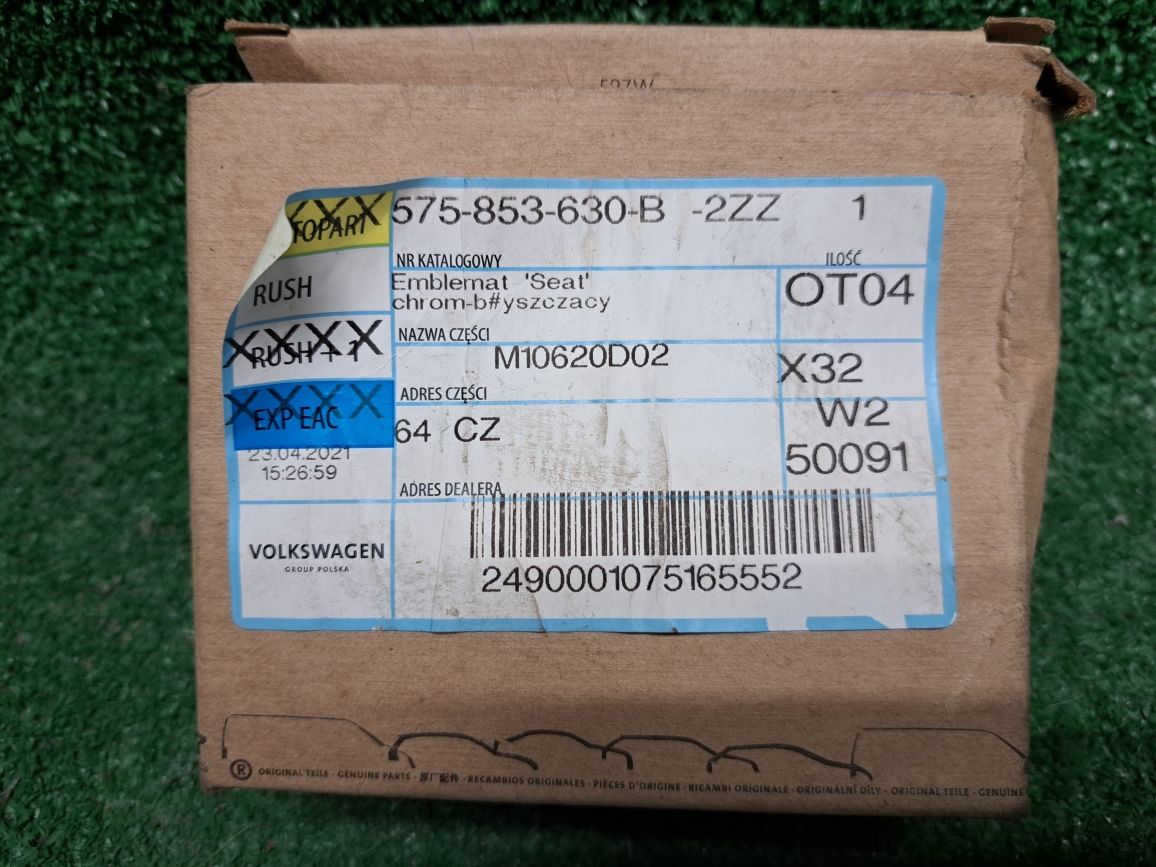 TOPART
575-853-630-B -2ZZ 1
NR KATALOGOWY ILOŚĆ
RUSH
Emblemat 'Seat'
chrom-b#yszczacy
OT04
NAZWA CZĘŚCI
RUSH + 1
XXXX
M10620D02
X32
ADRES CZĘŚCI
EXP EAC
XXXX
64 CZ
W2
50091
23.04.2021
15:26:59
ADRES DEALERA
VOLKSWAGEN
GROUP POLSKA
2490001075165552
® ORIGINAL TEILE · GENUINE PARTS · 原厂配件 · RECAMBIOS ORIGINALES · PIÈCES D'ORIGINE · RICAMBI ORIGINALE · ORIGINÁLNÍ DÍLY · ORIGINAL TEILE · GENUINE